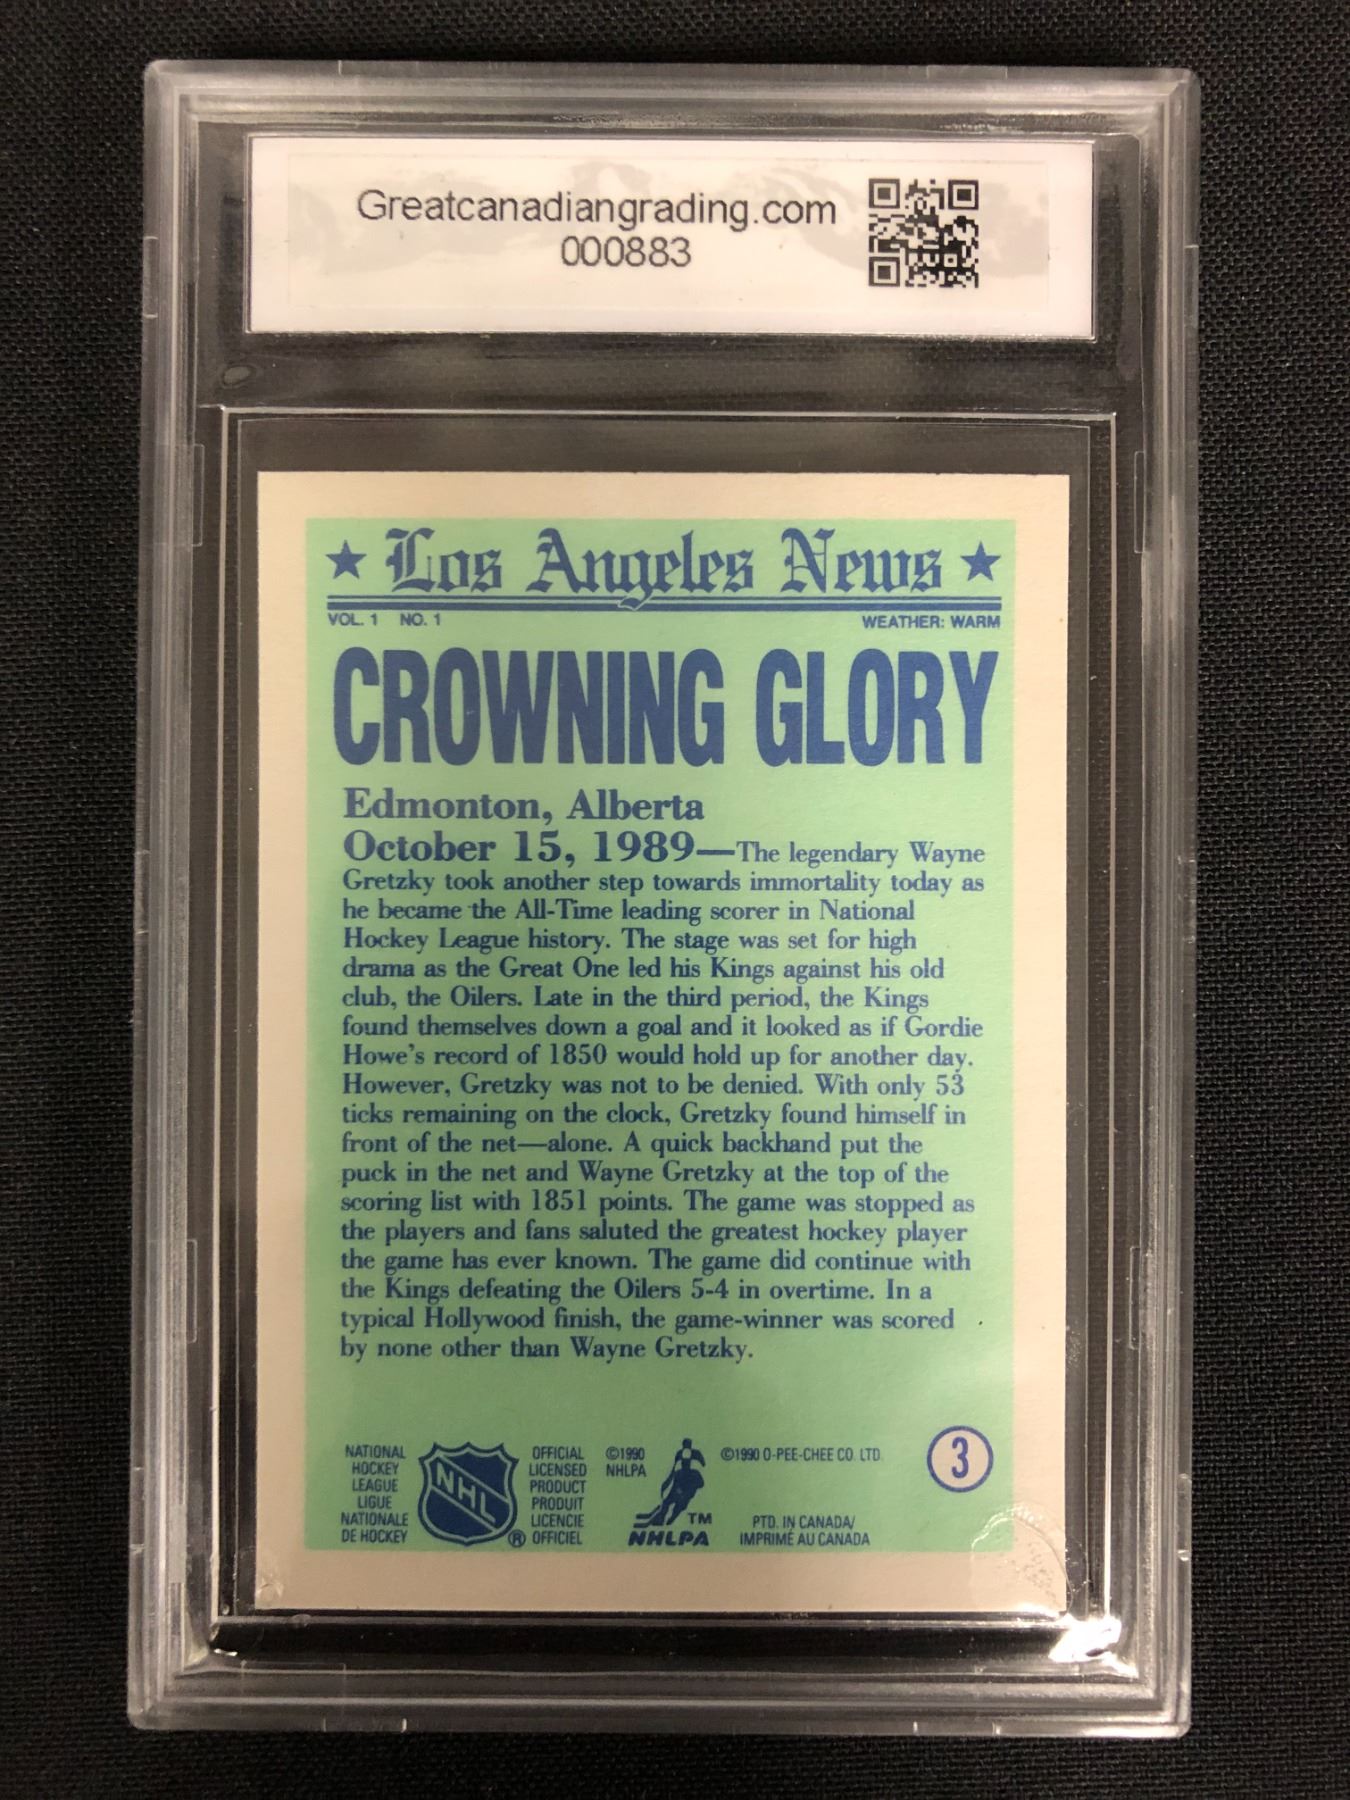 Greatcanadiangrading.com
000883
★ Los Angeles News ★
VOL. 1 NO. 1 WEATHER: WARM
CROWNING GLORY
Edmonton, Alberta
October 15, 1989—The legendary Wayne
Gretzky took another step towards immortality today as
he became the All-Time leading scorer in National
Hockey League history. The stage was set for high
drama as the Great One led his Kings against his old
club, the Oilers. Late in the third period, the Kings
found themselves down a goal and it looked as if Gordie
Howe's record of 1850 would hold up for another day.
However, Gretzky was not to be denied. With only 53
ticks remaining on the clock, Gretzky found himself in
front of the net—alone. A quick backhand put the
puck in the net and Wayne Gretzky at the top of the
scoring list with 1851 points. The game was stopped as
the players and fans saluted the greatest hockey player
the game has ever known. The game did continue with
the Kings defeating the Oilers 5-4 in overtime. In a
typical Hollywood finish, the game-winner was scored
by none other than Wayne Gretzky.
NATIONAL
HOCKEY
LEAGUE
LIGUE
NATIONALE
DE HOCKEY
NHL
®
OFFICIAL
LICENSED
PRODUCT
PRODUIT
LICENCIE
OFFICIEL
©1990
NHLPA
TM
NHLPA
©1990 O-PEE-CHEE CO. LTD.
PTD. IN CANADA/
IMPRIMÉ AU CANADA
3